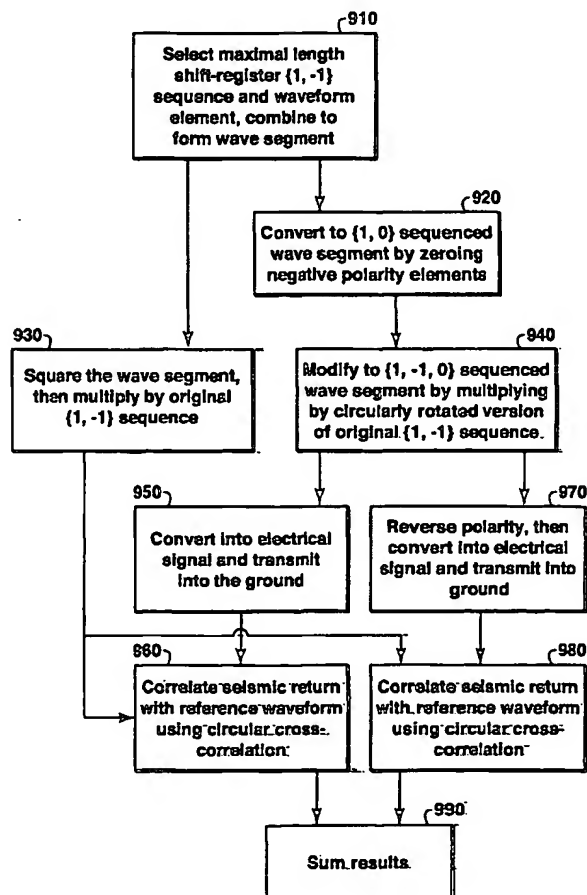 910
Select maximal length
shift-register {1, -1}
sequence and waveform
element, combine to
form wave segment
920
Convert to {1, 0} sequenced
wave segment by zeroing
negative polarity elements
930
Square the wave segment,
then multiply by original
{1, -1} sequence
940
Modify to {1, -1, 0} sequenced
wave segment by multiplying
by circularly rotated version
of original {1, -1} sequence.
950
Convert into electrical
signal and transmit
into the ground
970
Reverse polarity, then
convert into electrical
signal and transmit into
ground
960
Correlate seismic return
with reference waveform
using circular cross-
correlation
980
Correlate seismic return
with reference waveform
using circular cross-
correlation
990
Sum results